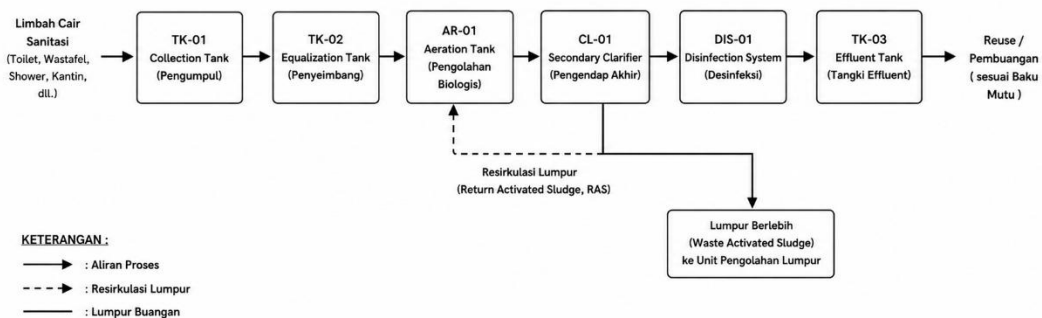 Limbah Cair
Sanitasi
(Toilet, Wastafel,
Shower, Kantin,
dll.)
TK-01
Collection Tank
(Pengumpul)
TK-02
Equalization Tank
(Penyeimbang)
AR-01
Aeration Tank
(Pengolahan
Biologis)
CL-01
Secondary Clarifier
(Pengendap Akhir)
DIS-01
Disinfection System
(Desinfeksi)
TK-03
Effluent Tank
(Tangki Effluent)
Reuse /
Pembuangan
( sesuai Baku
Mutu )
Resirkulasi Lumpur
(Return Activated Sludge, RAS)
Lumpur Berlebih
(Waste Activated Sludge)
ke Unit Pengolahan Lumpur
KETERANGAN :
: Aliran Proses
: Resirkulasi Lumpur
: Lumpur Buangan